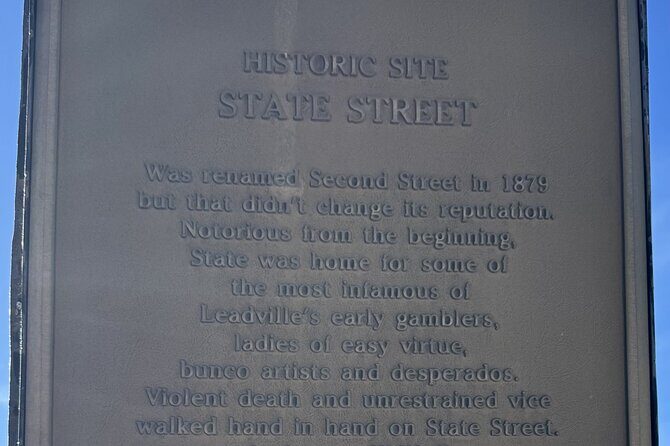 HISTORIC SITE
STATE STREET
Was renamed Second Street in 1879
but that didn't change its reputation.
Notorious from the beginning,
State was home for some of
the most infamous of
Leadville's early gamblers,
ladies of easy virtue,
bunco artists and desperados.
Violent death and unrestrained vice
walked hand in hand on State Street.